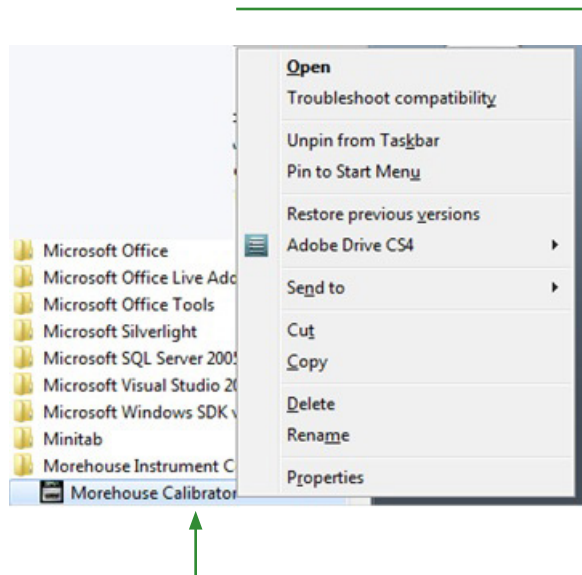 Open
Troubleshoot compatibility
Unpin from Taskbar
Pin to Start Menu
Restore previous versions
Adobe Drive CS4
Send to
Cut
Copy
Delete
Rename
Properties
Microsoft Office
Microsoft Office Live Add
Microsoft Office Tools
Microsoft Silverlight
Microsoft SQL Server 2005
Microsoft Visual Studio 20
Microsoft Windows SDK
Minitab
Morehouse Instrument C
Morehouse Calibrator